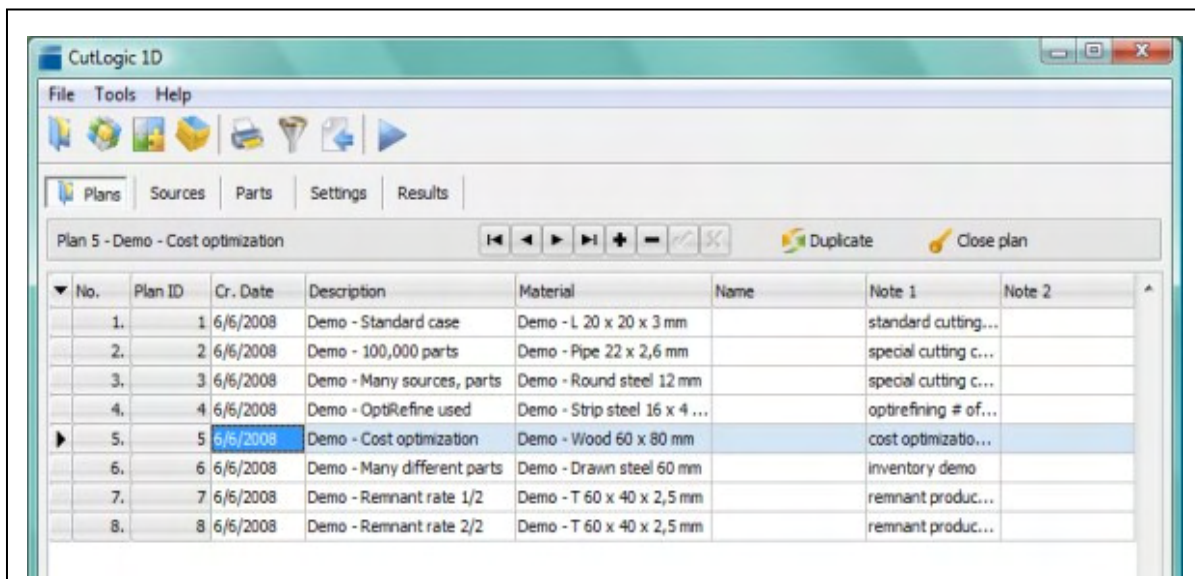 CutLogic 1D
File Tools Help
Plans Sources Parts Settings Results
Plan 5 - Demo - Cost optimization Duplicate Close plan
No. Plan ID Cr. Date Description Material Name Note 1 Note 2
1. 1 6/6/2008 Demo - Standard case Demo - L 20 x 20 x 3 mm standard cutting...
2. 2 6/6/2008 Demo - 100,000 parts Demo - Pipe 22 x 2,6 mm special cutting c...
3. 3 6/6/2008 Demo - Many sources, parts Demo - Round steel 12 mm special cutting c...
4. 4 6/6/2008 Demo - OptiRefine used Demo - Strip steel 16 x 4 ... optirefining # of...
5. 5 6/6/2008 Demo - Cost optimization Demo - Wood 60 x 80 mm cost optimizatio...
6. 6 6/6/2008 Demo - Many different parts Demo - Drawn steel 60 mm inventory demo
7. 7 6/6/2008 Demo - Remnant rate 1/2 Demo - T 60 x 40 x 2,5 mm remnant produc...
8. 8 6/6/2008 Demo - Remnant rate 2/2 Demo - T 60 x 40 x 2,5 mm remnant produc...